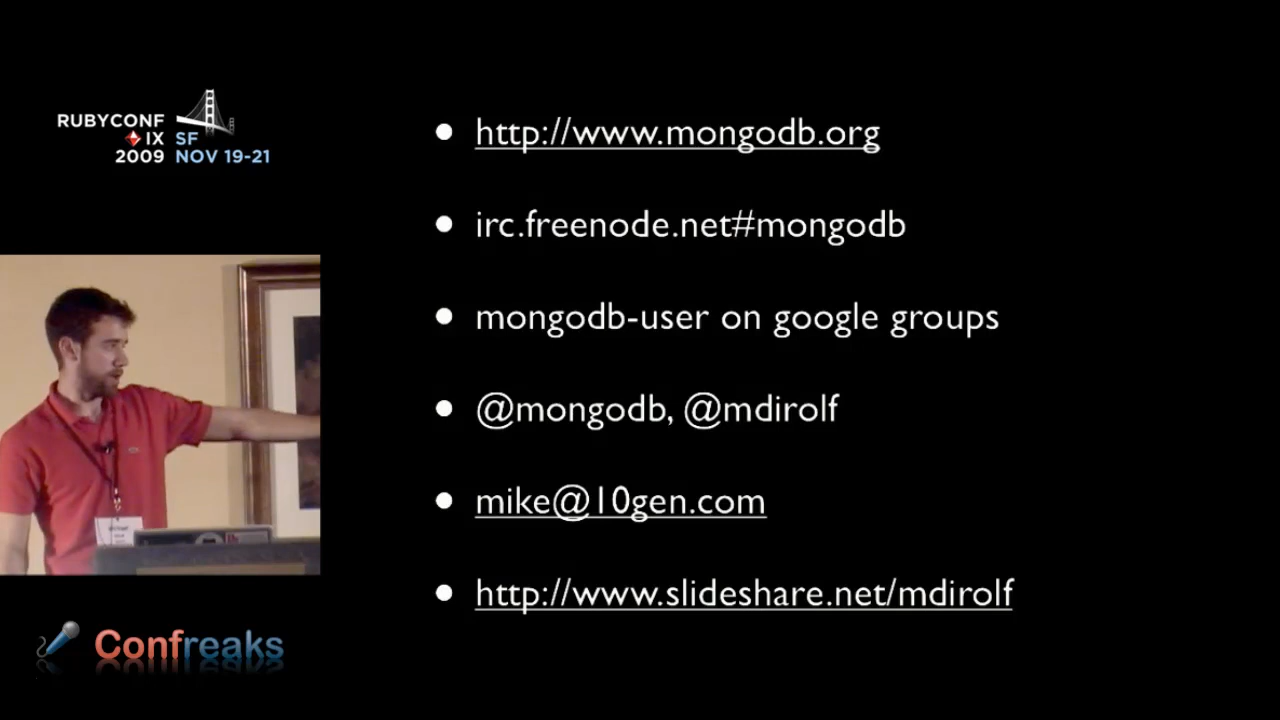 RUBYCONF
IX SF
2009 NOV 19-21
• http://www.mongodb.org
• irc.freenode.net#mongodb
• mongodb-user on google groups
• @mongodb, @mdirolf
• mike@10gen.com
• http://www.slideshare.net/mdirolf
Confreaks